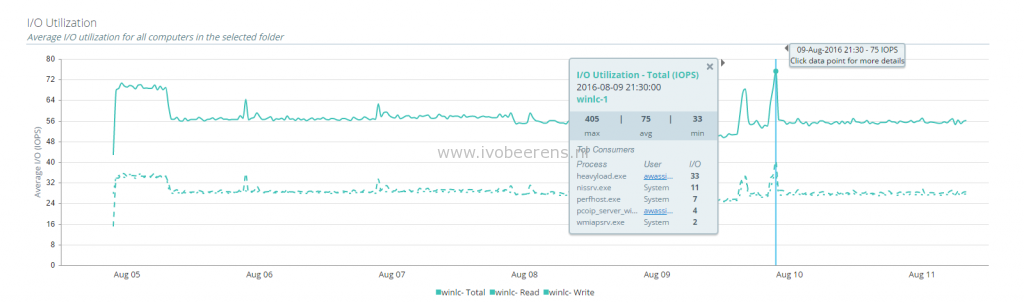 I/O Utilization
Average I/O utilization for all computers in the selected folder
Average I/O (IOPS)
80
72
64
56
48
40
32
24
16
8
0
Aug 05 Aug 06 Aug 07 Aug 08 Aug 09 Aug 10 Aug 11
09-Aug-2016 21:30 - 75 IOPS
Click data point for more details
I/O Utilization - Total (IOPS)
2016-08-09 21:30:00
winlc-1
405 | 75 | 33
max avg min
Top Consumers
Process User I/O
heavyload.exe awassi... 33
nissrv.exe System 11
perfhost.exe System 7
pcoip_server_wi... awassi... 4
wmiapsrv.exe System 2
www.ivobeerens.nl
winlc- Total winlc- Read winlc- Write